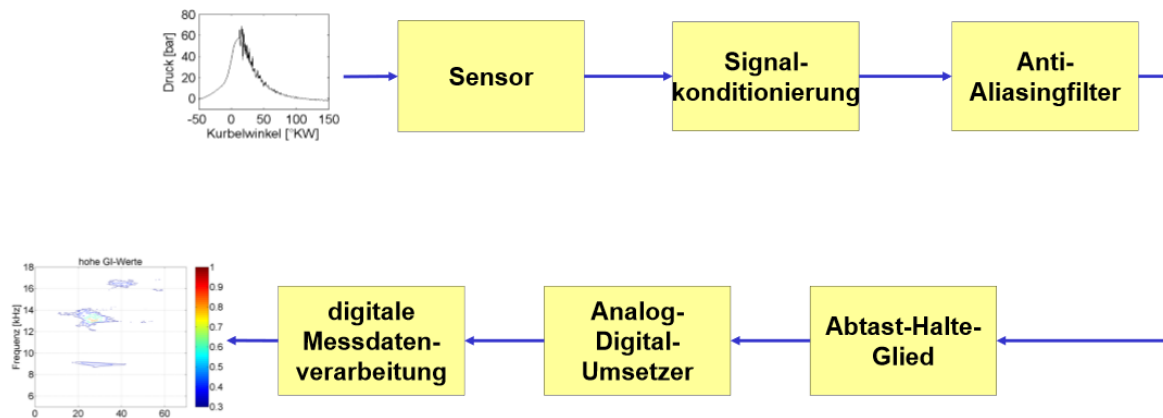 80
60
40
20
0
Druck [bar]
-50 0 50 100 150
Kurbelwinkel [°KW]
Sensor
Signal-
konditionierung
Anti-
Aliasingfilter
hohe GI-Werte
18
16
14
12
10
8
6
Frequenz [kHz]
0 20 40 60
1
0.9
0.8
0.7
0.6
0.5
0.4
0.3
digitale
Messdaten-
verarbeitung
Analog-
Digital-
Umsetzer
Abtast-Halte-
Glied